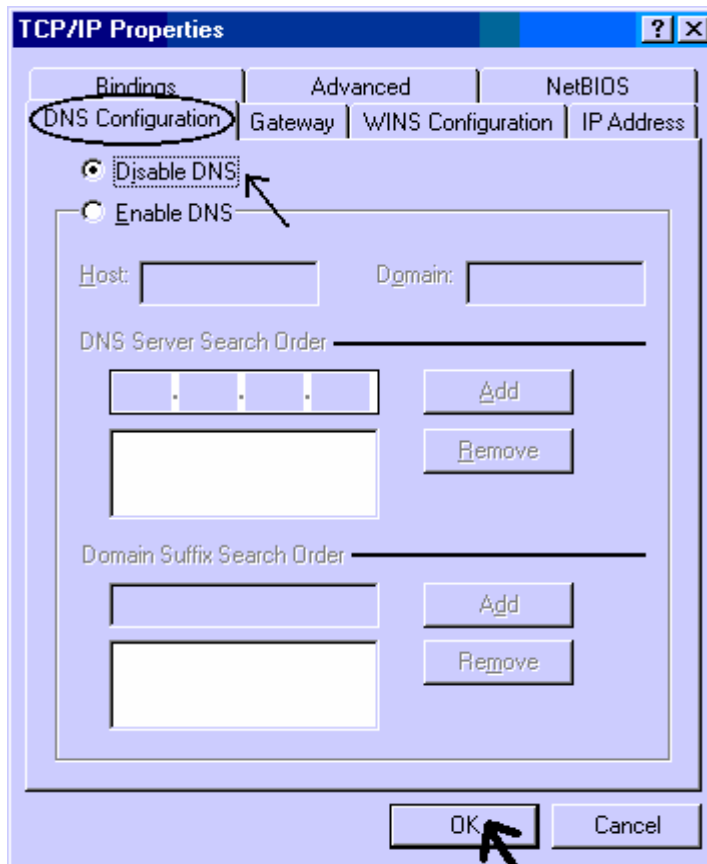 TCP/IP Properties
Bindings Advanced NetBIOS
DNS Configuration Gateway WINS Configuration IP Address
Disable DNS
Enable DNS
Host: Domain:
DNS Server Search Order
Add
Remove
Domain Suffix Search Order
Add
Remove
OK Cancel